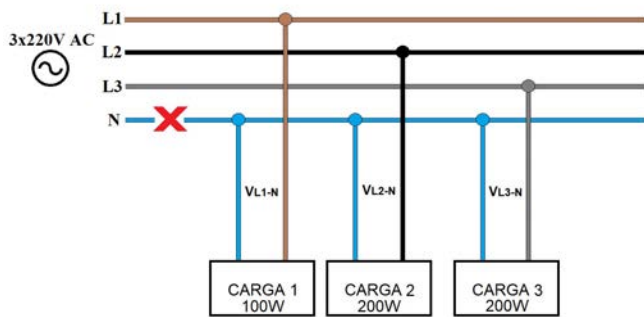 L1
3x220V AC
L2
L3
N
VL1-N
VL2-N
VL3-N
CARGA 1
100W
CARGA 2
200W
CARGA 3
200W